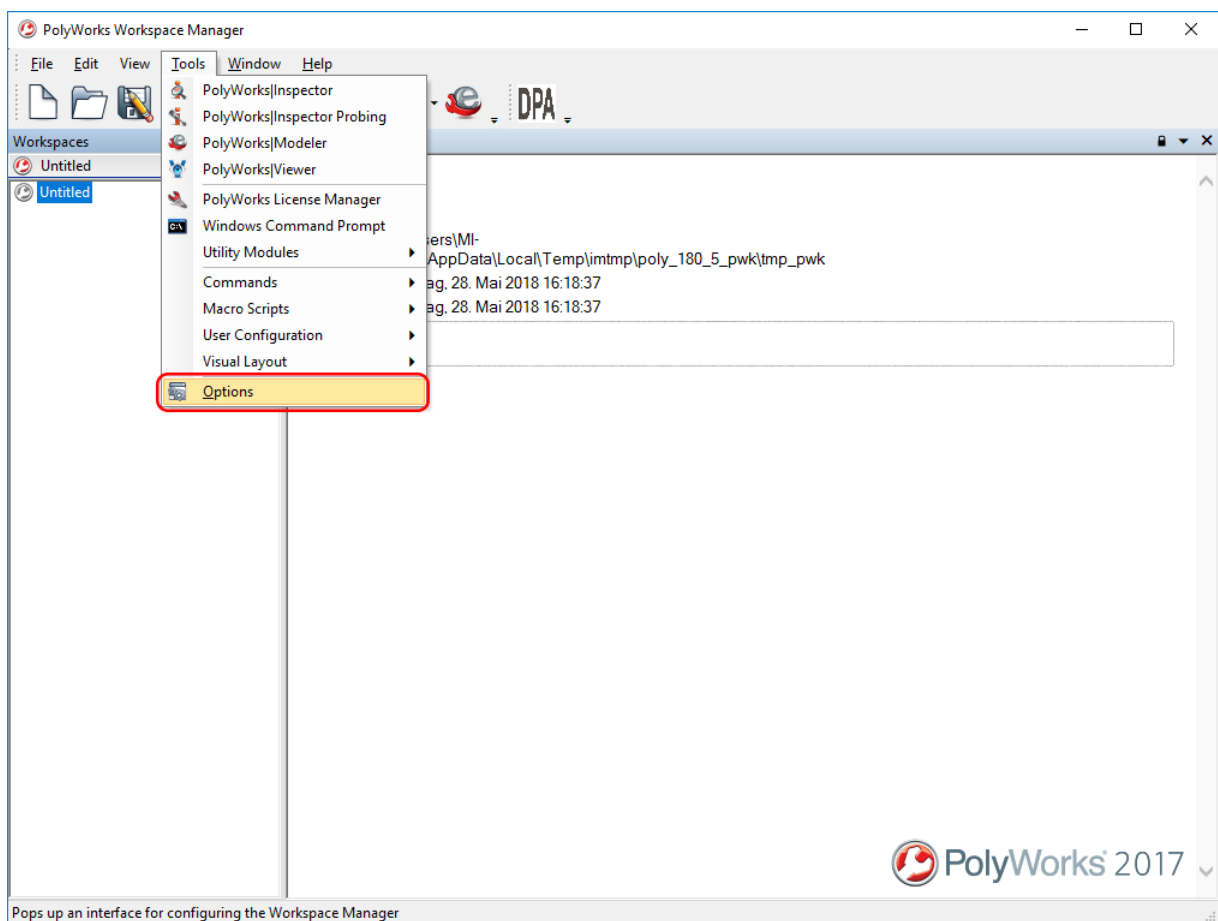 PolyWorks Workspace Manager
File Edit View Tools Window Help
DPA
PolyWorks|Inspector
PolyWorks|Inspector Probing
PolyWorks|Modeler
PolyWorks|Viewer
PolyWorks License Manager
Windows Command Prompt
Utility Modules
Commands
Macro Scripts
User Configuration
Visual Layout
Options
Workspaces
Untitled
Untitled
sers\MI-
AppData\Local\Temp\imtmp\poly_180_5_pwk\tmp_pwk
ag, 28. Mai 2018 16:18:37
ag, 28. Mai 2018 16:18:37
PolyWorks 2017
Pops up an interface for configuring the Workspace Manager